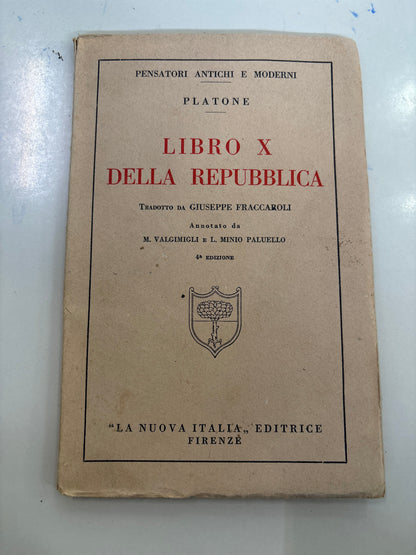 PENSATORI ANTICHI E MODERNI
PLATONE
LIBRO X
DELLA REPUBBLICA
TRADOTTO DA GIUSEPPE FRACCAROLI
Annotato da
M. VALGIMIGLI E L. MINIO PALUELLO
4ª EDIZIONE
"LA NUOVA ITALIA„ EDITRICE
FIRENZE